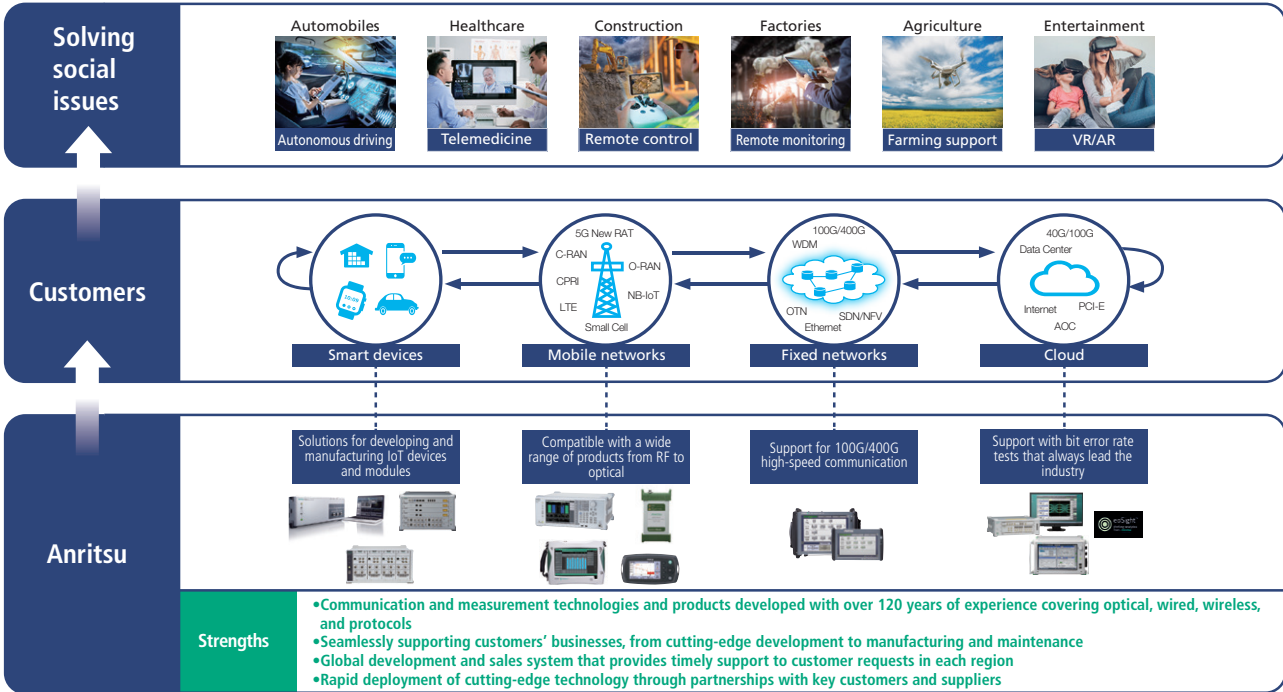 Solving
social
issues
Automobiles
Healthcare
Construction
Factories
Agriculture
Entertainment
Autonomous driving
Telemedicine
Remote control
Remote monitoring
Farming support
VR/AR
Customers
10:09
Smart devices
5G New RAT
C-RAN
O-RAN
CPRI
NB-IoT
LTE
Small Cell
Mobile networks
100G/400G
WDM
OTN
SDN/NFV
Ethernet
Fixed networks
40G/100G
Data Center
Internet
PCI-E
AOC
Cloud
Anritsu
Solutions for developing and
manufacturing IoT devices
and modules
Compatible with a wide
range of products from RF to
optical
Support for 100G/400G
high-speed communication
Support with bit error rate
tests that always lead the
industry
eoSight
Strengths
•Communication and measurement technologies and products developed with over 120 years of experience covering optical, wired, wireless,
and protocols
•Seamlessly supporting customers’ businesses, from cutting-edge development to manufacturing and maintenance
•Global development and sales system that provides timely support to customer requests in each region
•Rapid deployment of cutting-edge technology through partnerships with key customers and suppliers